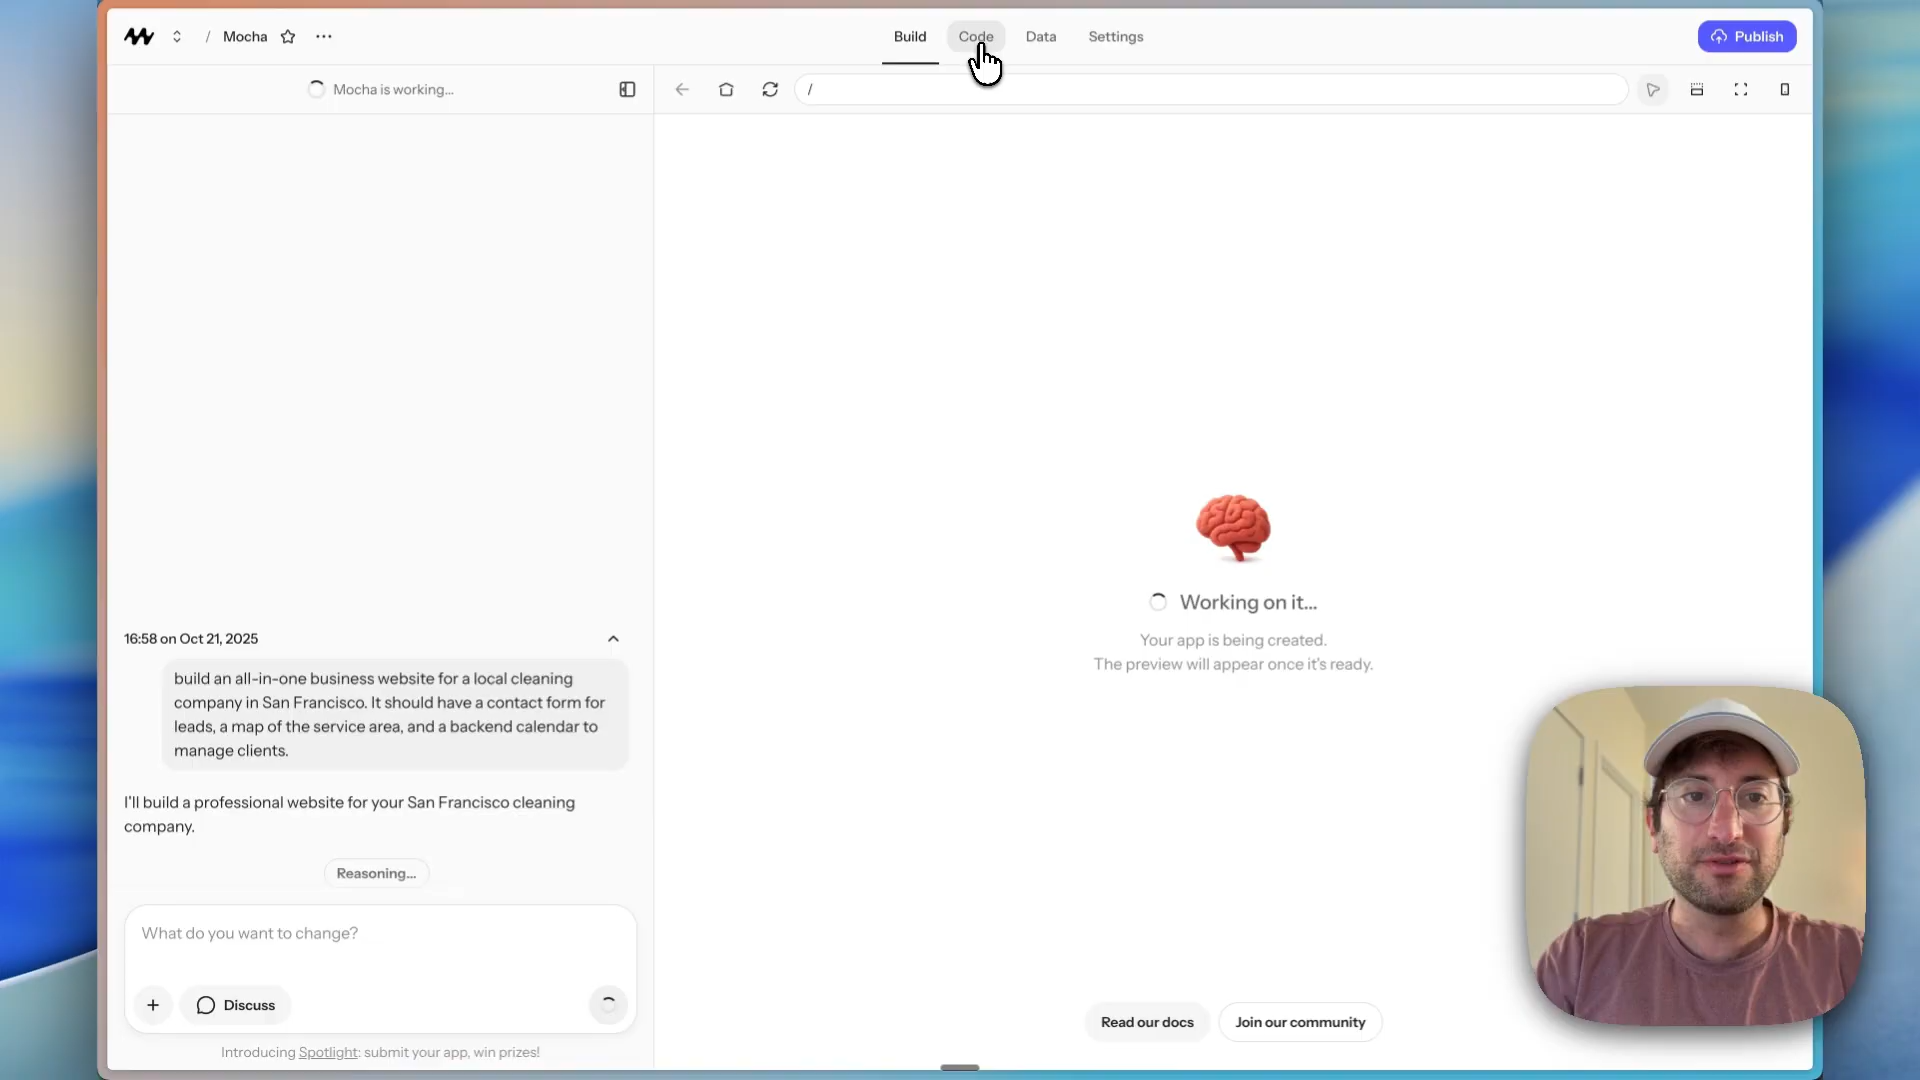 / Mocha
Build Code Data Settings
Publish
Mocha is working...
/
Working on it...
Your app is being created.
The preview will appear once it's ready.
16:58 on Oct 21, 2025
build an all-in-one business website for a local cleaning
company in San Francisco. It should have a contact form for
leads, a map of the service area, and a backend calendar to
manage clients.
I'll build a professional website for your San Francisco cleaning
company.
Reasoning...
What do you want to change?
Discuss
Introducing Spotlight: submit your app, win prizes!
Read our docs
Join our community